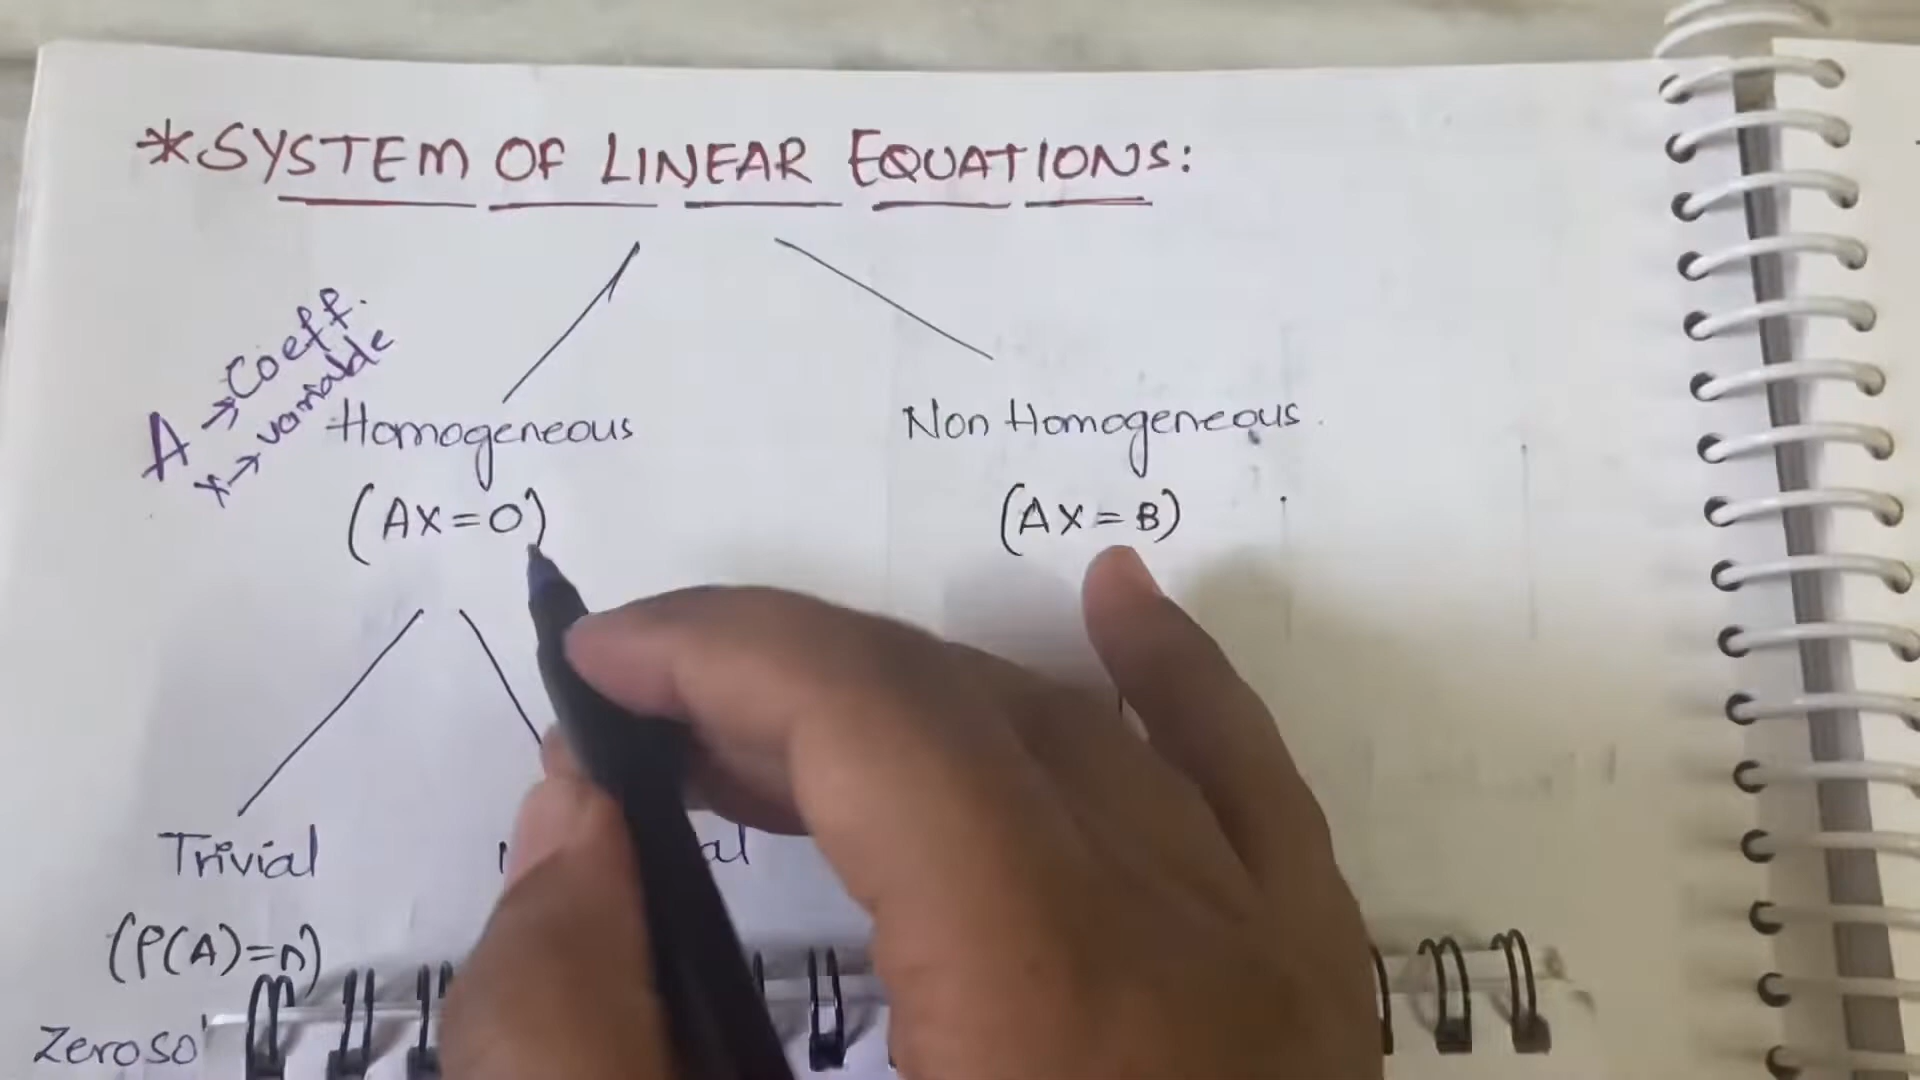 *SYSTEM OF LINEAR EQUATIONS:
A → Coeff.
X → variable
Homogeneous
Non Homogeneous.
(AX=0)
(AX=B)
Trivial
(ρ(A)=n)